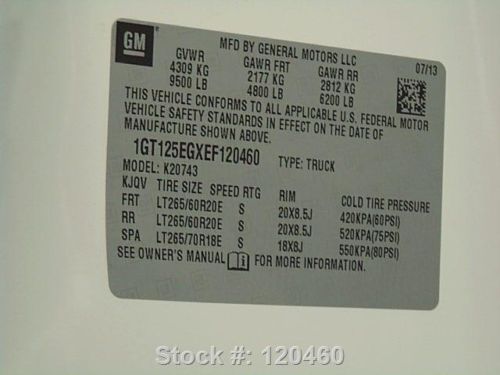 GM
MFD BY GENERAL MOTORS LLC 07/13
GVWR GAWR FRT GAWR RR
4309 KG 2177 KG 2812 KG
9500 LB 4800 LB 6200 LB
THIS VEHICLE CONFORMS TO ALL APPLICABLE U.S. FEDERAL MOTOR
VEHICLE SAFETY STANDARDS IN EFFECT ON THE DATE OF
MANUFACTURE SHOWN ABOVE.
1GT125EGXEF120460 TYPE: TRUCK
MODEL: K20743
KJQV TIRE SIZE SPEED RTG RIM COLD TIRE PRESSURE
FRT LT265/60R20E S 20X8.5J 420KPA(60PSI)
RR LT265/60R20E S 20X8.5J 520KPA(75PSI)
SPA LT265/70R18E S 18X8J 550KPA(80PSI)
SEE OWNER'S MANUAL FOR MORE INFORMATION.
Stock #: 120460